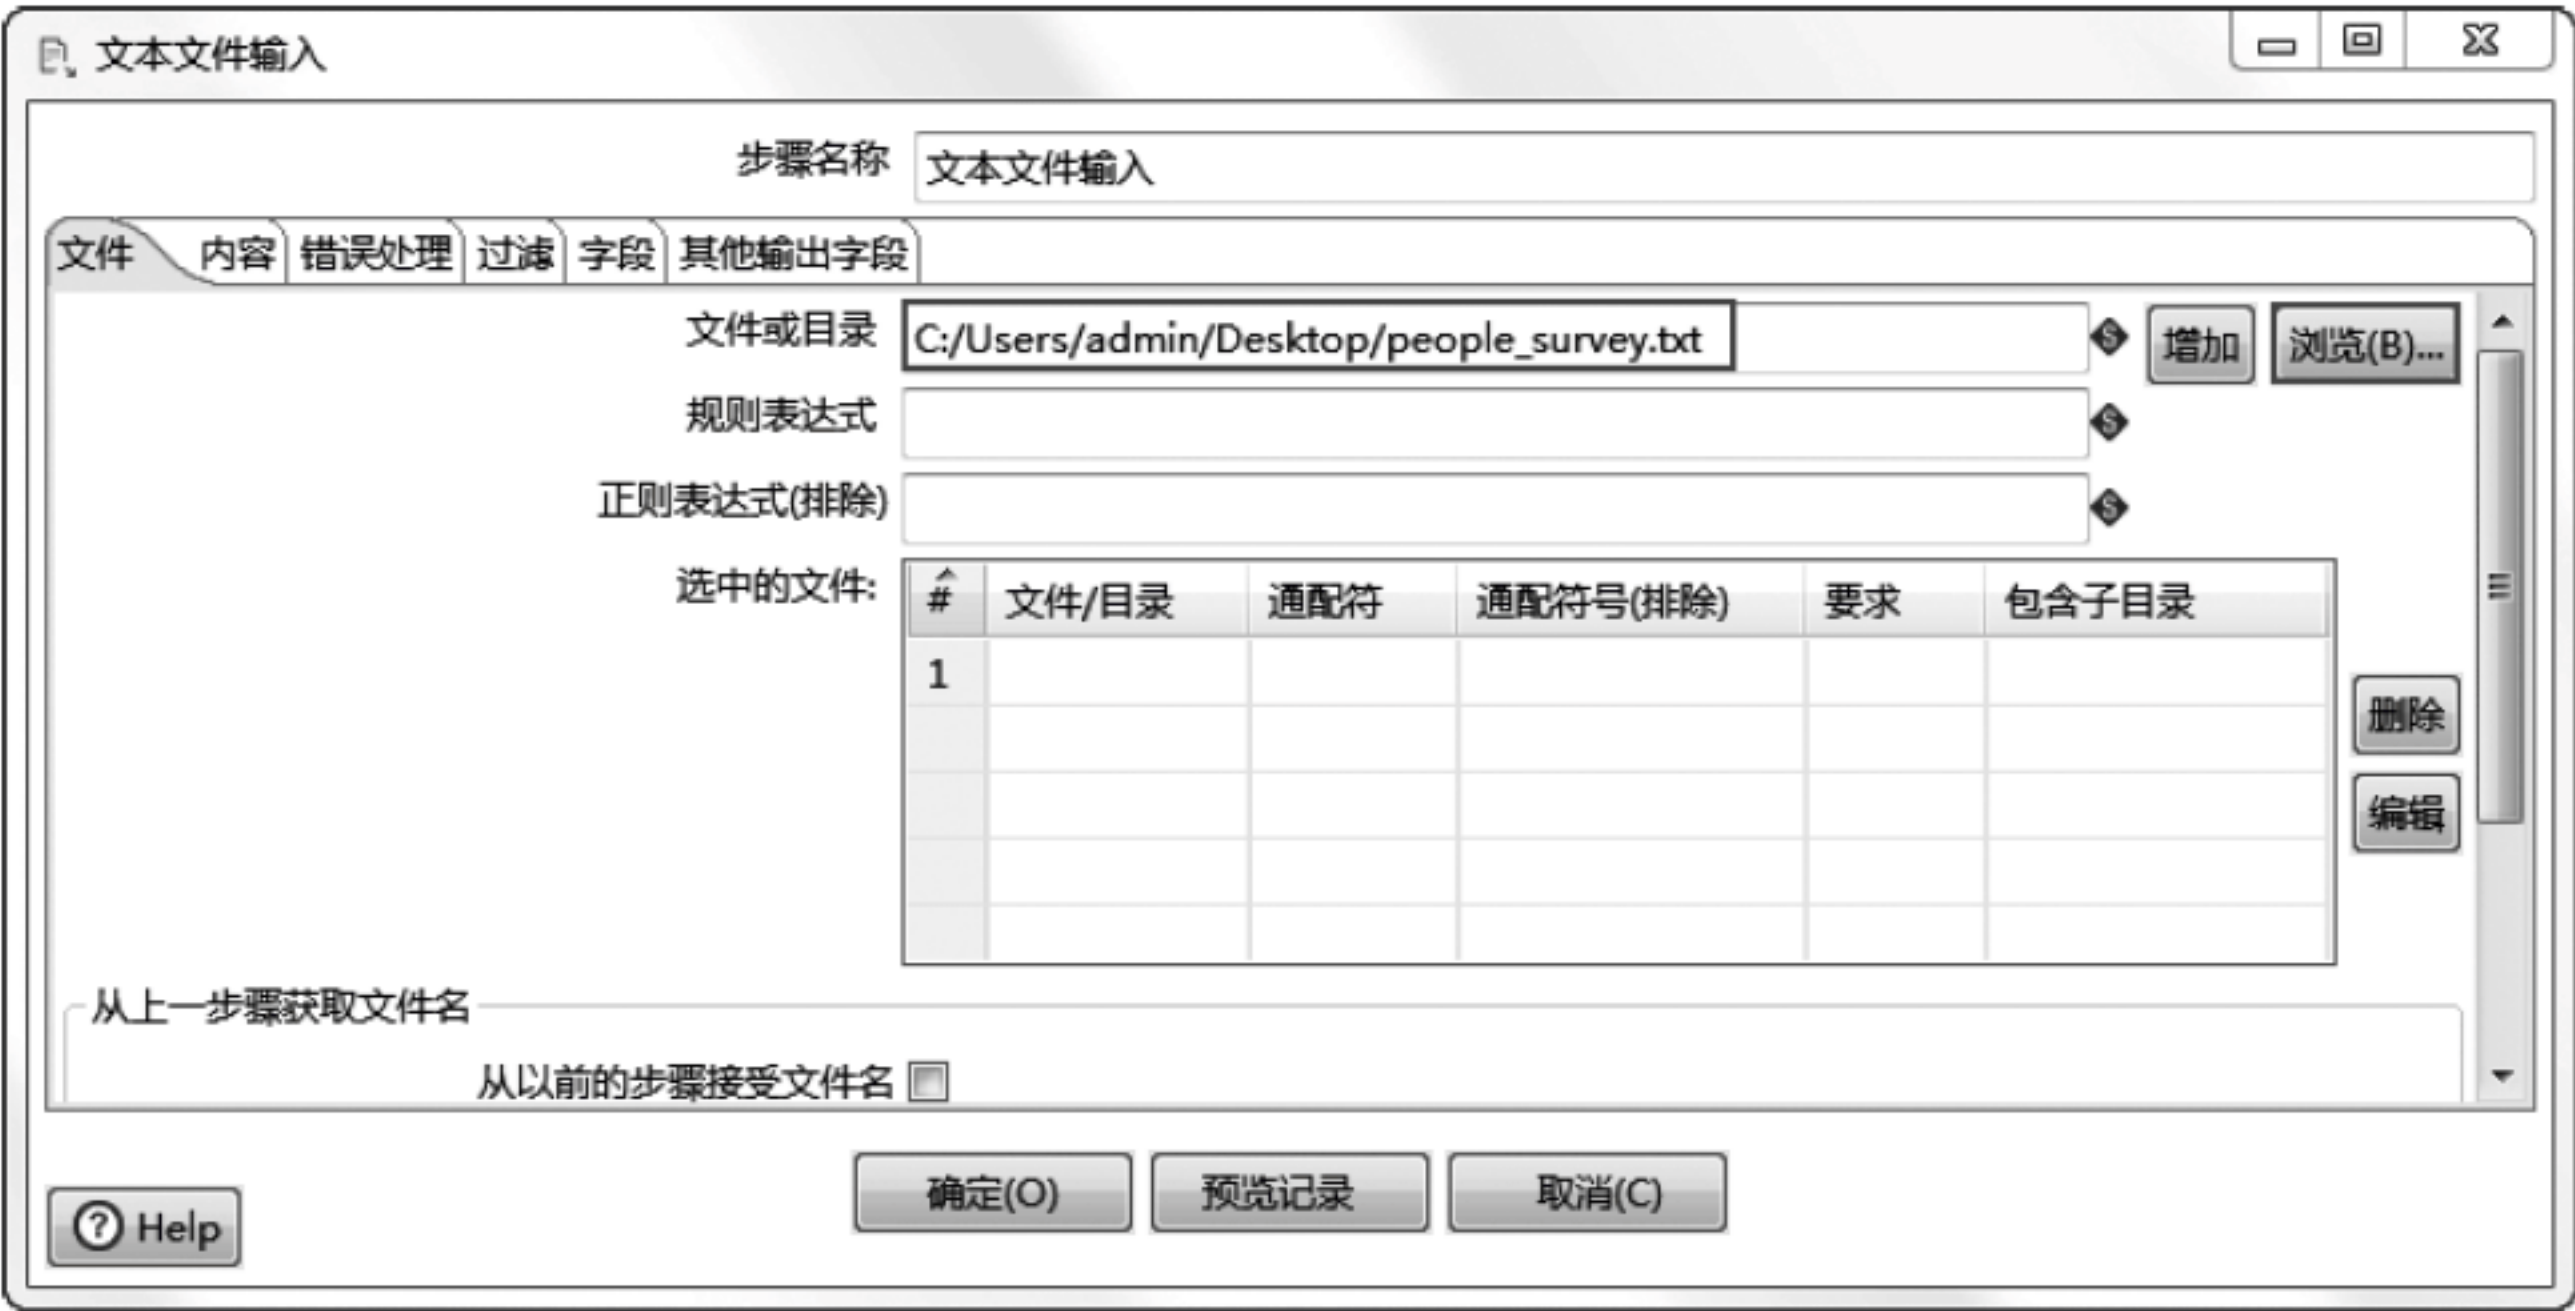 文本文件输入
步骤名称 文本文件输入
文件 内容 错误处理 过滤 字段 其他输出字段
文件或目录 C:/Users/admin/Desktop/people_survey.txt S 增加 浏览(B)...
规则表达式 S
正则表达式(排除) S
选中的文件: # 文件/目录 通配符 通配符号(排除) 要求 包含子目录
1
删除
编辑
从上一步骤获取文件名
从以前的步骤接受文件名
确定(O) 预览记录 取消(C)
? Help